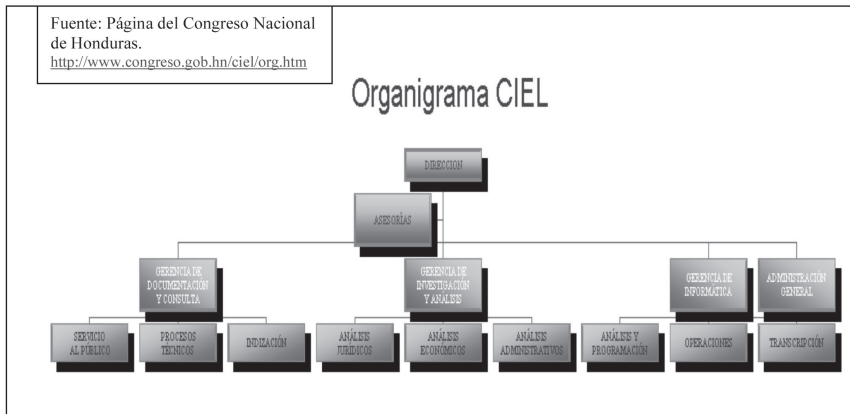 Fuente: Página del Congreso Nacional
de Honduras.
http://www.congreso.gob.hn/ciel/org.htm
Organigrama CIEL
DIRECCION
ASESORÍAS
GERENCIA DE
DOCUMENTACIÓN
Y CONSULTA
GERENCIA DE
INVESTIGACIÓN
Y ANÁLISIS
GERENCIA DE
INFORMÁTICA
ADMINISTRACIÓN
GENERAL
SERVICIO
AL PÚBLICO
PROCESOS
TÉCNICOS
INDIZACIÓN
ANÁLISIS
JURÍDICOS
ANÁLISIS
ECONÓMICOS
ANÁLISIS
ADMINISTRATIVOS
ANÁLISIS Y
PROGRAMACIÓN
OPERACIONES
TRANSCRIPCIÓN